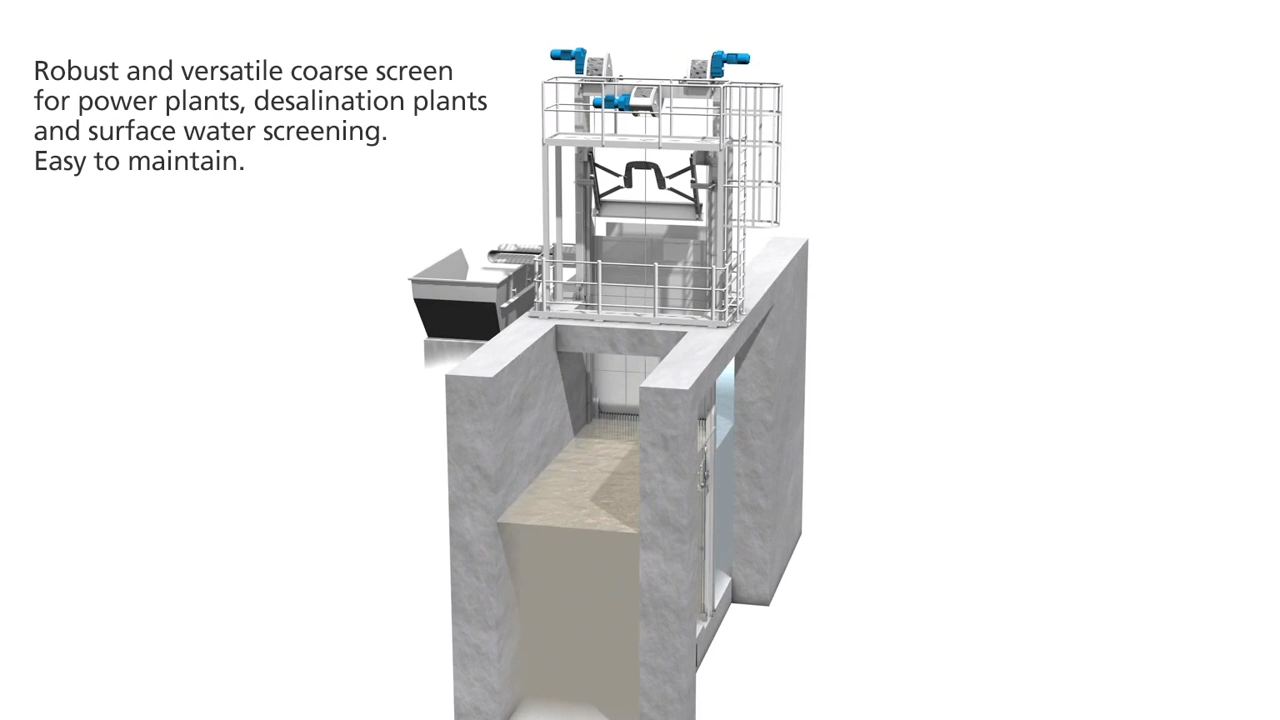 Robust and versatile coarse screen
for power plants, desalination plants
and surface water screening.
Easy to maintain.